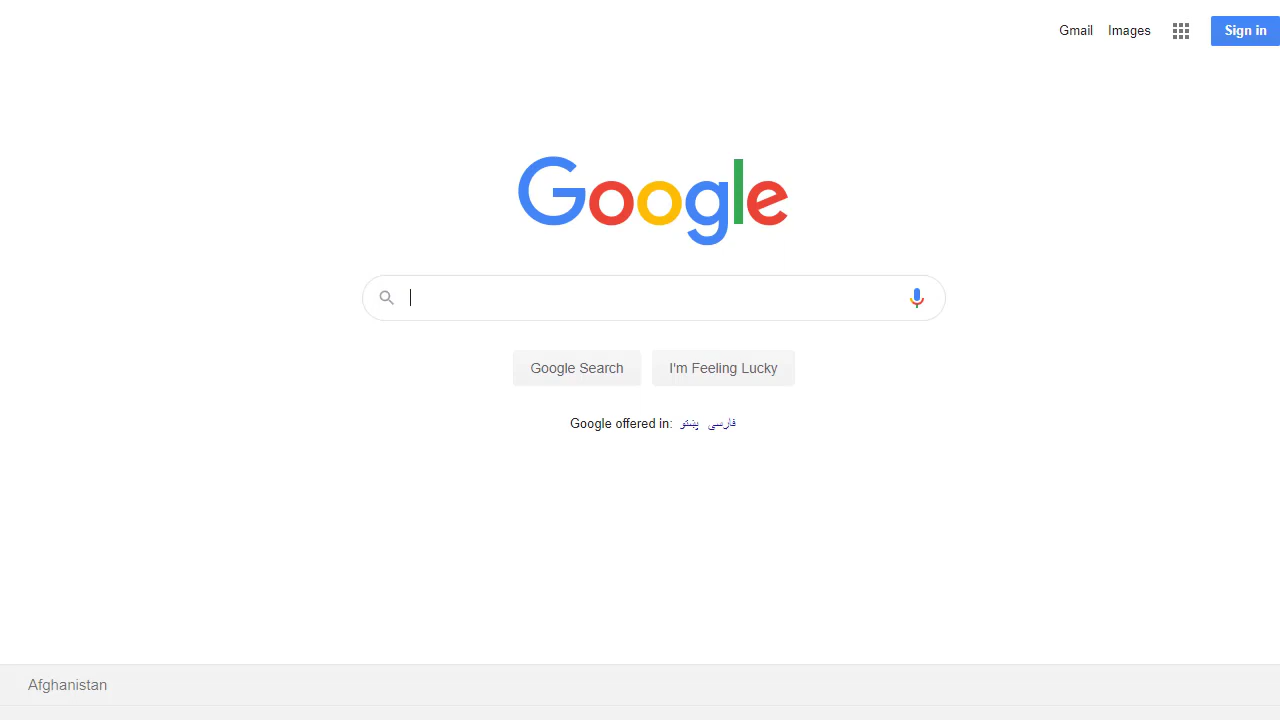 Gmail Images Sign in
Google
Google Search I'm Feeling Lucky
Google offered in: پښتو فارسی
Afghanistan